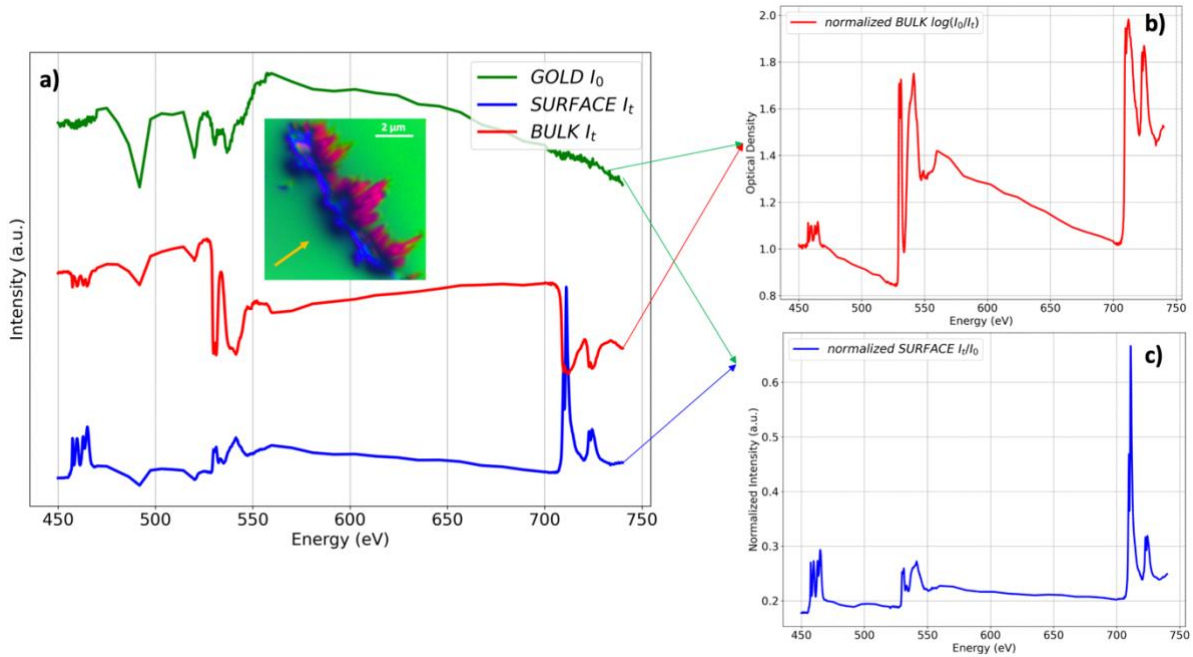 a)
GOLD I₀
SURFACE Iₜ
BULK Iₜ
2 µm
Intensity (a.u.)
450 500 550 600 650 700 750
Energy (eV)
b)
normalized BULK log(I₀/Iₜ)
Optical Density
2.0
1.8
1.6
1.4
1.2
1.0
0.8
450 500 550 600 650 700 750
Energy (eV)
c)
normalized SURFACE Iₜ/I₀
Normalized Intensity (a.u.)
0.6
0.5
0.4
0.3
0.2
450 500 550 600 650 700 750
Energy (eV)